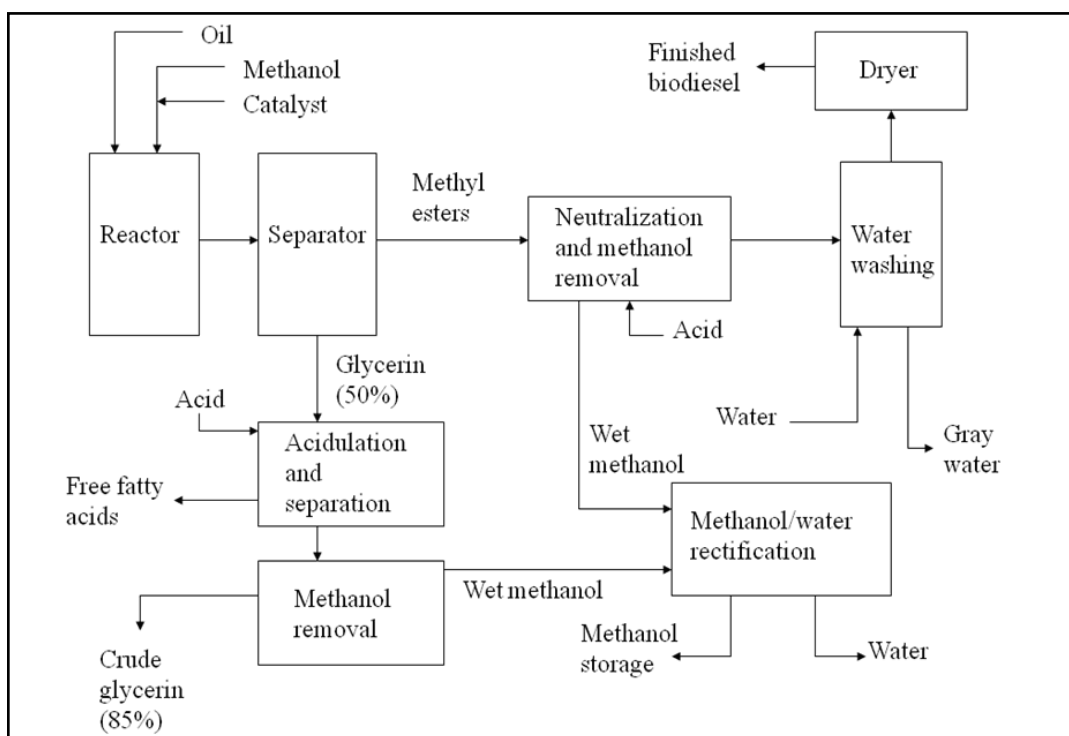 Oil
Methanol
Catalyst
Finished
biodiesel
Dryer
Reactor
Separator
Methyl
esters
Neutralization
and methanol
removal
Water
washing
Acid
Glycerin
(50%)
Acid
Acidulation
and
separation
Free fatty
acids
Water
Gray
water
Wet
methanol
Methanol/water
rectification
Methanol
removal
Wet methanol
Crude
glycerin
(85%)
Methanol
storage
Water